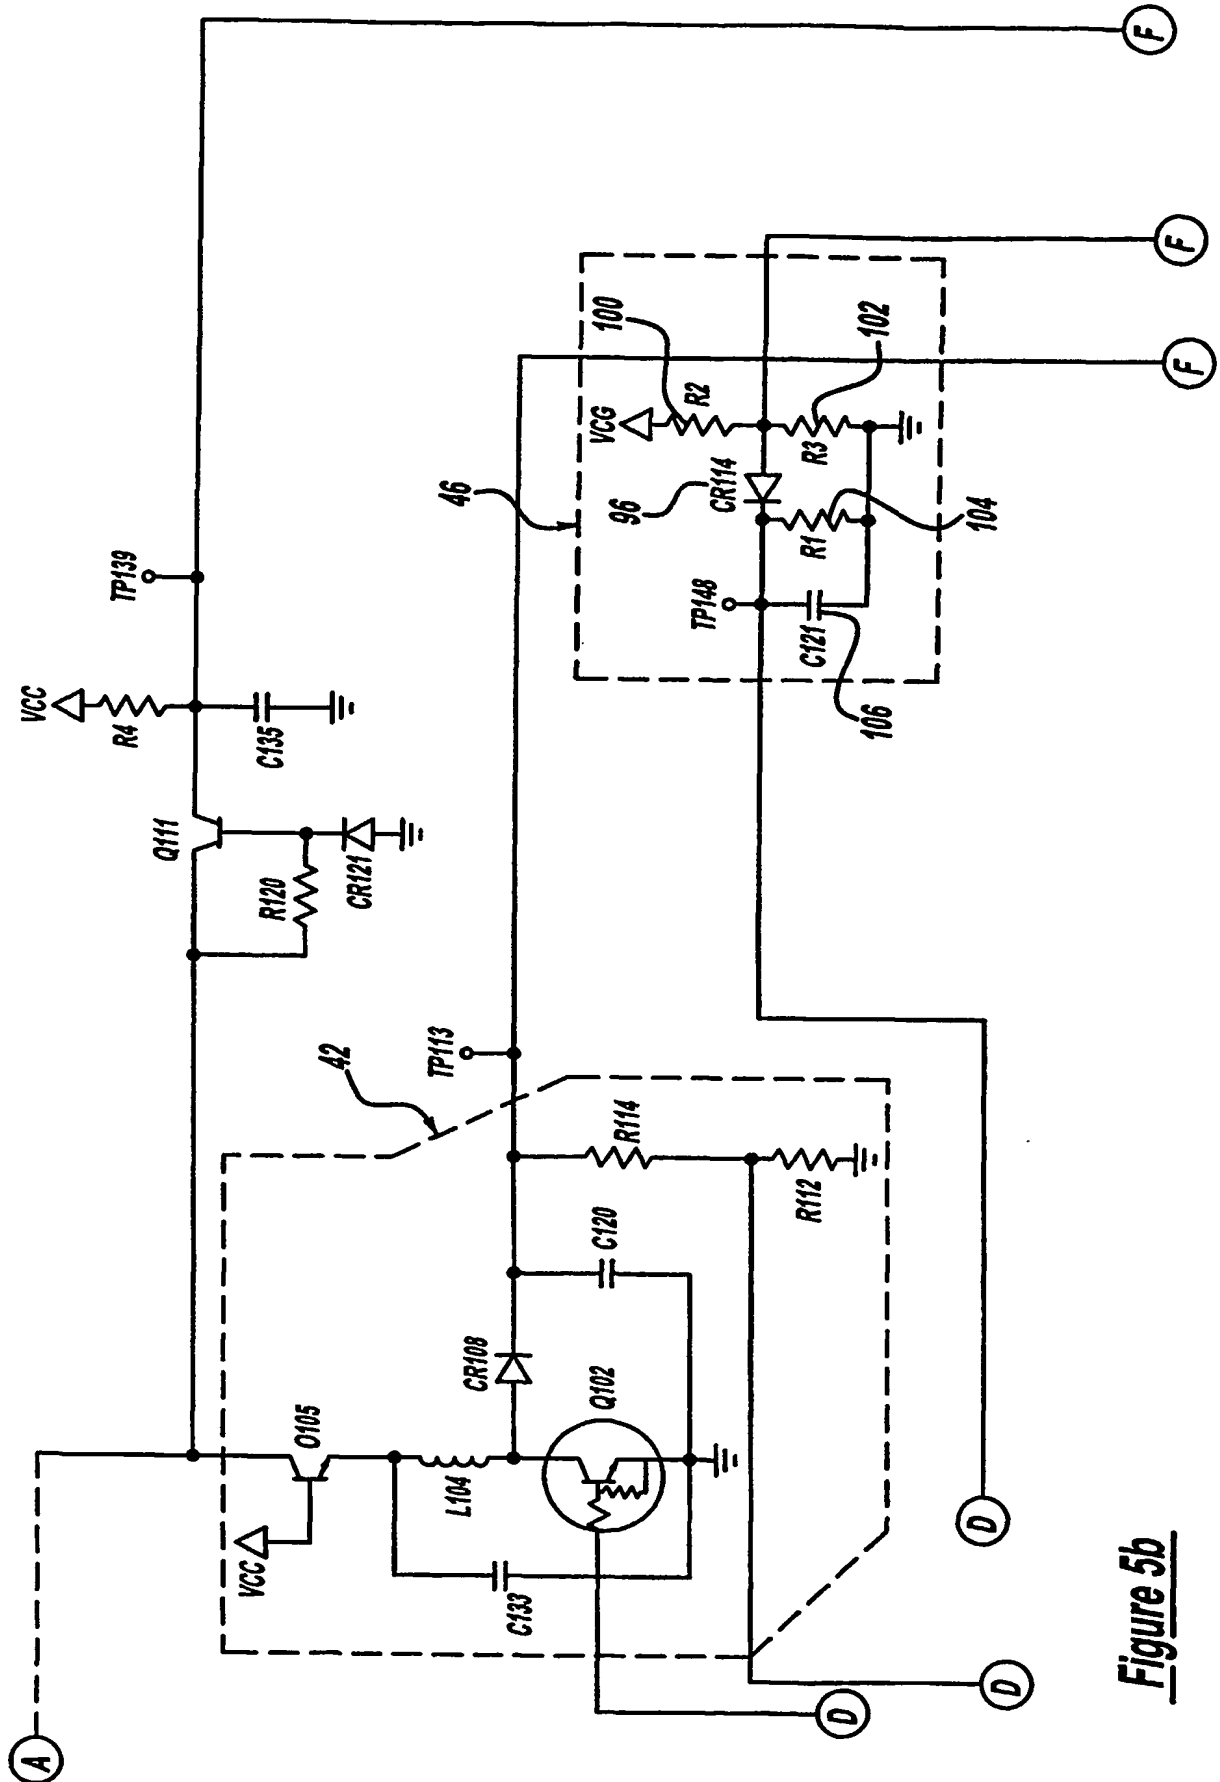 A
VCC
O105
C133
L104
Q102
CR108
C120
R114
R112
42
TP113
D
D
D
Q111
R120
CR121
VCC
R4
C135
TP139
F
46
TP148
C121
106
96
CR114
R1
104
VCG
100
R2
R3
102
F
F
Figure 5b